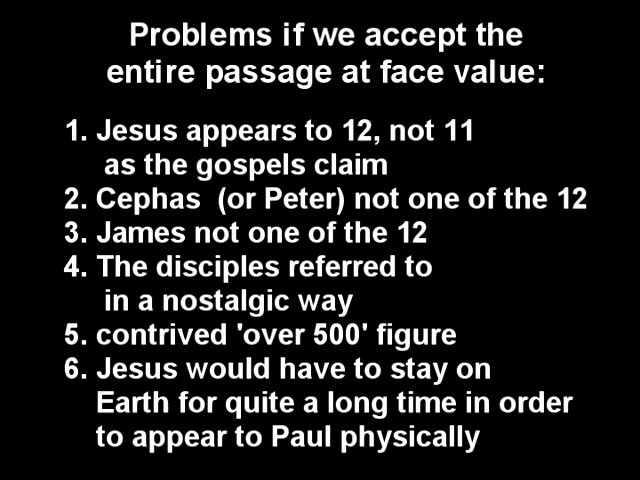 Problems if we accept the
entire passage at face value:
1. Jesus appears to 12, not 11
as the gospels claim
2. Cephas (or Peter) not one of the 12
3. James not one of the 12
4. The disciples referred to
in a nostalgic way
5. contrived 'over 500' figure
6. Jesus would have to stay on
Earth for quite a long time in order
to appear to Paul physically